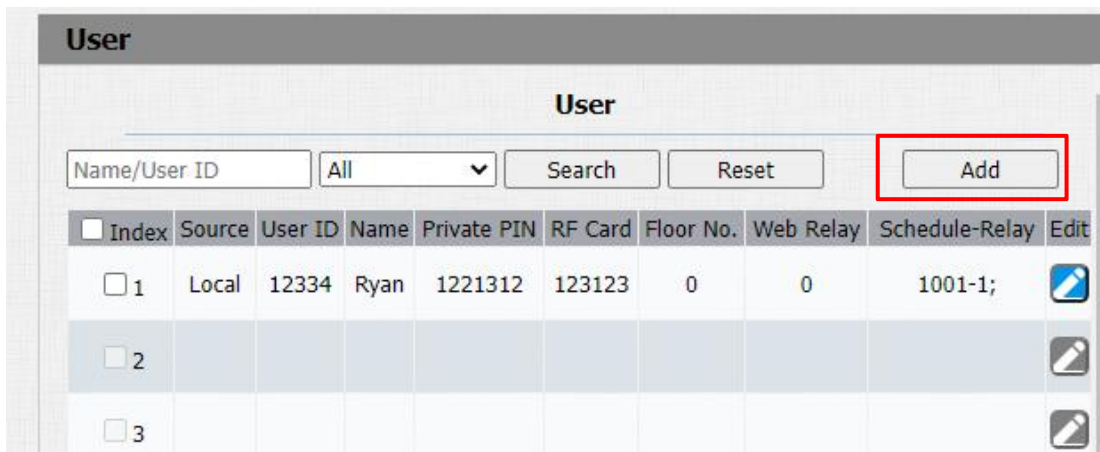 User
User
Name/User ID All Search Reset Add
Index Source User ID Name Private PIN RF Card Floor No. Web Relay Schedule-Relay Edit
1 Local 12334 Ryan 1221312 123123 0 0 1001-1;
2
3